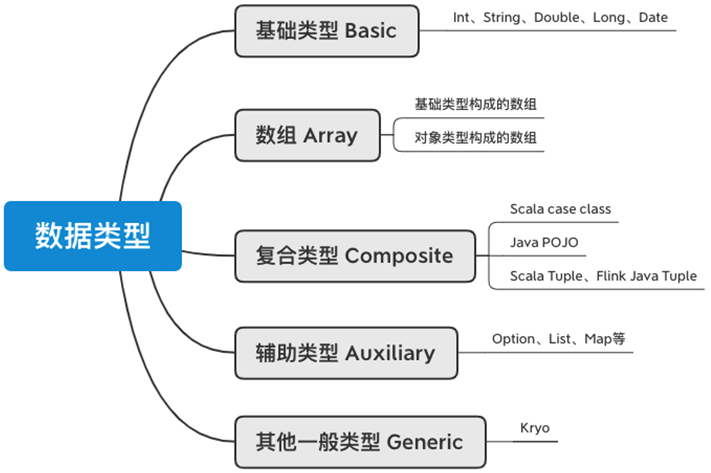 数据类型
基础类型 Basic
Int、String、Double、Long、Date
数组 Array
基础类型构成的数组
对象类型构成的数组
复合类型 Composite
Scala case class
Java POJO
Scala Tuple、Flink Java Tuple
辅助类型 Auxiliary
Option、List、Map等
其他一般类型 Generic
Kryo